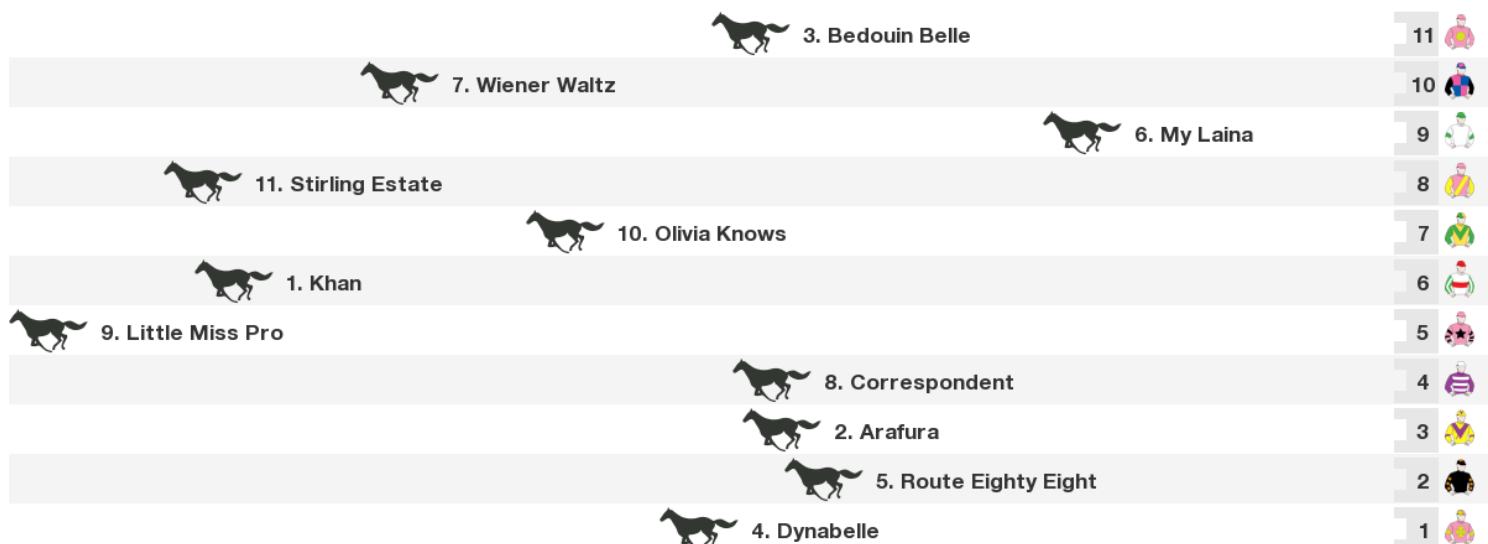 3. Bedouin Belle 11
7. Wiener Waltz 10
6. My Laina 9
11. Stirling Estate 8
10. Olivia Knows 7
1. Khan 6
9. Little Miss Pro 5
8. Correspondent 4
2. Arafura 3
5. Route Eighty Eight 2
4. Dynabelle 1